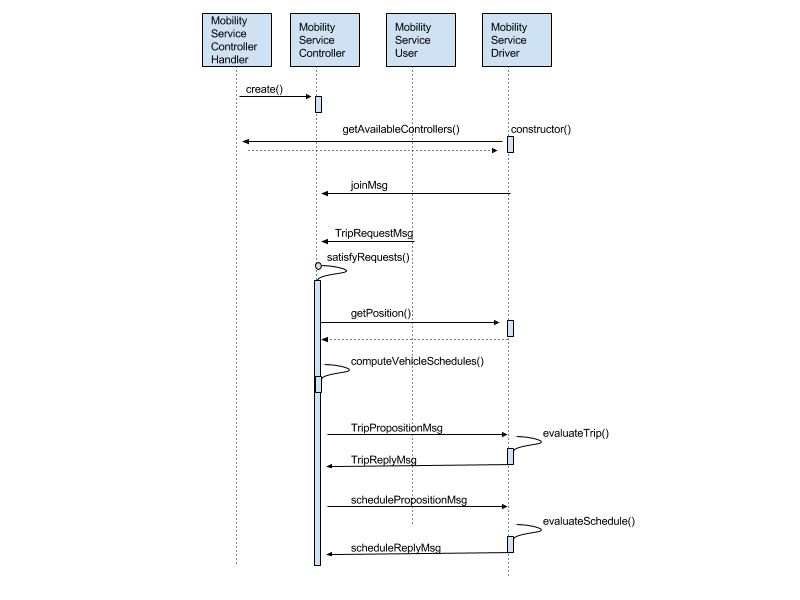 Mobility
Service
Controller
Handler
Mobility
Service
Controller
Mobility
Service
User
Mobility
Service
Driver
create()
getAvailableControllers()
constructor()
joinMsg
TripRequestMsg
satisfyRequests()
getPosition()
computeVehicleSchedules()
TripPropositionMsg
evaluateTrip()
TripReplyMsg
schedulePropositionMsg
evaluateSchedule()
scheduleReplyMsg